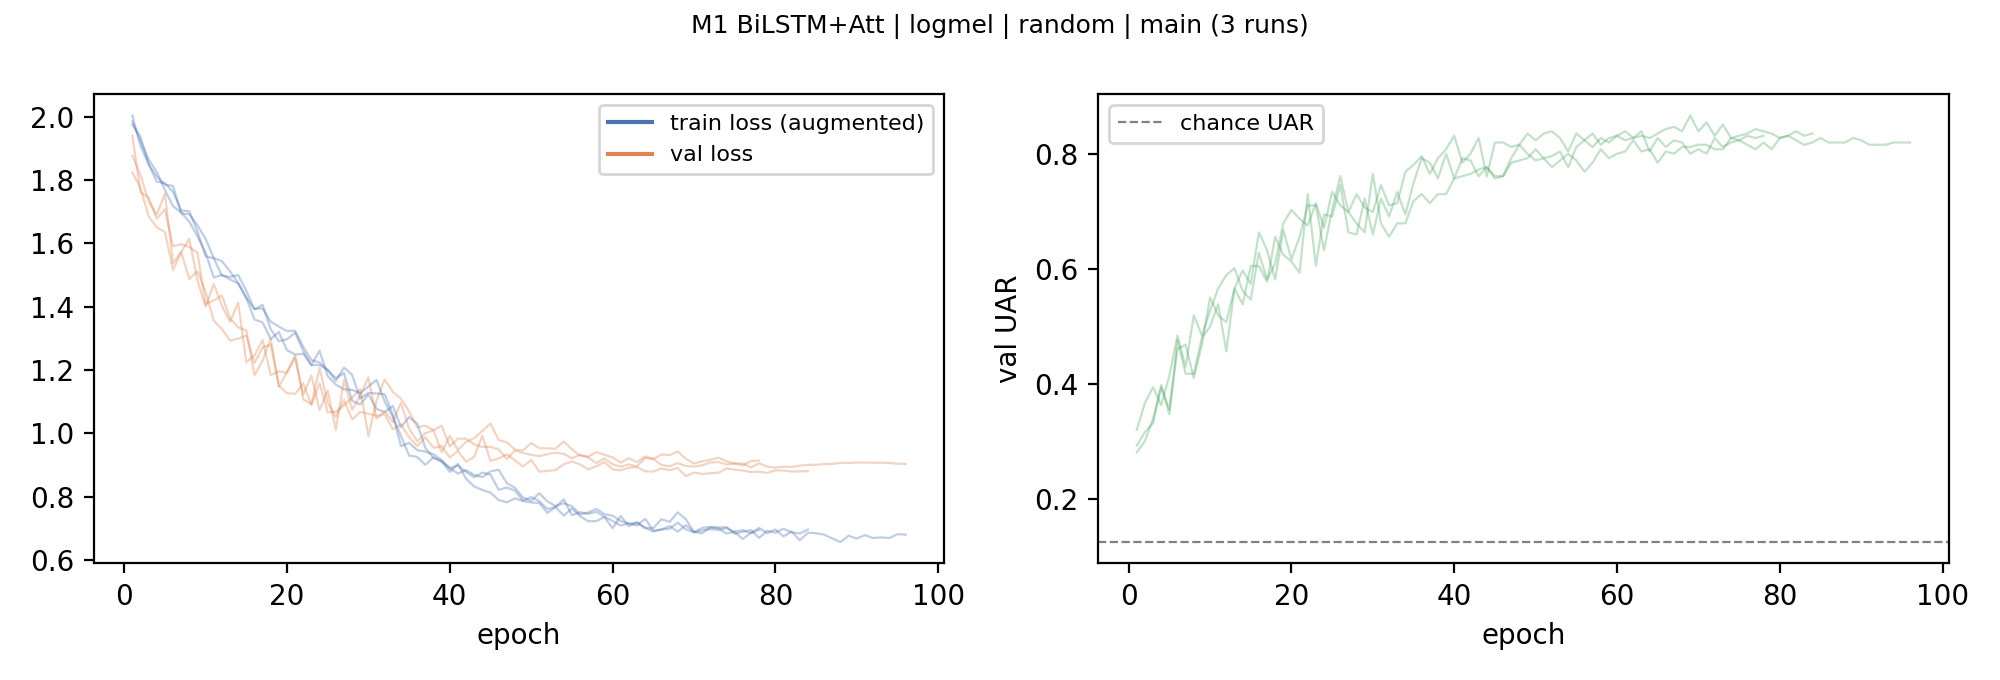 M1 BiLSTM+Att | logmel | random | main (3 runs)
2.0
1.8
1.6
1.4
1.2
1.0
0.8
0.6
train loss (augmented)
val loss
0 20 40 60 80 100
epoch
val UAR
0.8
0.6
0.4
0.2
chance UAR
0 20 40 60 80 100
epoch